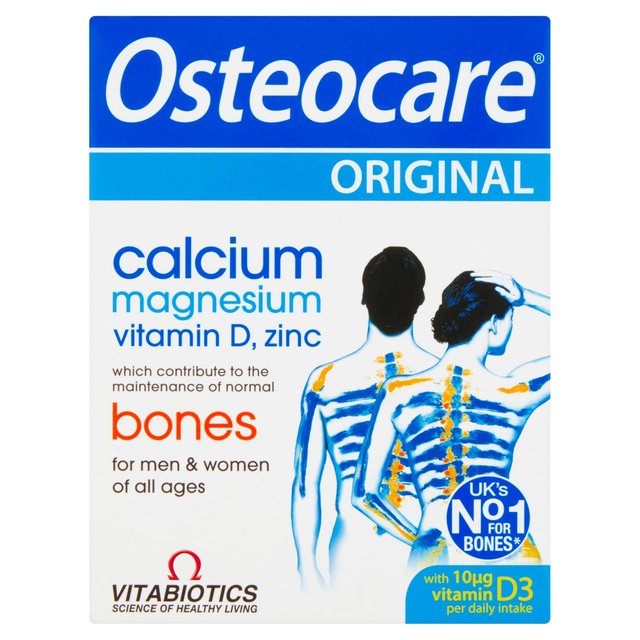 Osteocare®
ORIGINAL
calcium
magnesium
vitamin D, zinc
which contribute to the
maintenance of normal
bones
for men & women
of all ages
UK's
No1
FOR
BONES*
VITABIOTICS
SCIENCE OF HEALTHY LIVING
with 10µg
vitamin D3
per daily intake